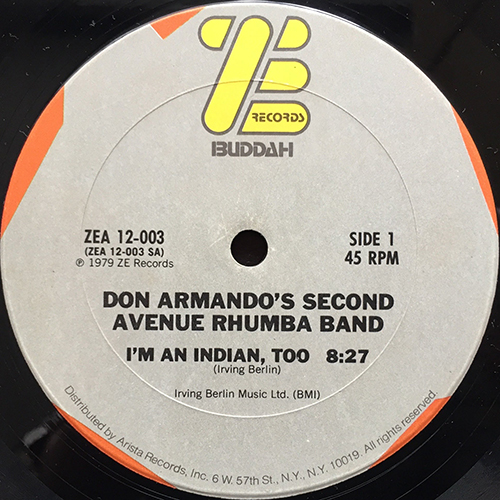 ZE
RECORDS
BUDDAH
ZEA 12-003
(ZEA 12-003 SA)
℗ 1979 ZE Records
SIDE 1
45 RPM
DON ARMANDO'S SECOND
AVENUE RHUMBA BAND
I'M AN INDIAN, TOO 8:27
(Irving Berlin)
Irving Berlin Music Ltd. (BMI)
Distributed by Arista Records, Inc. 6 W. 57th St., N.Y., N.Y. 10019. All rights reserved.